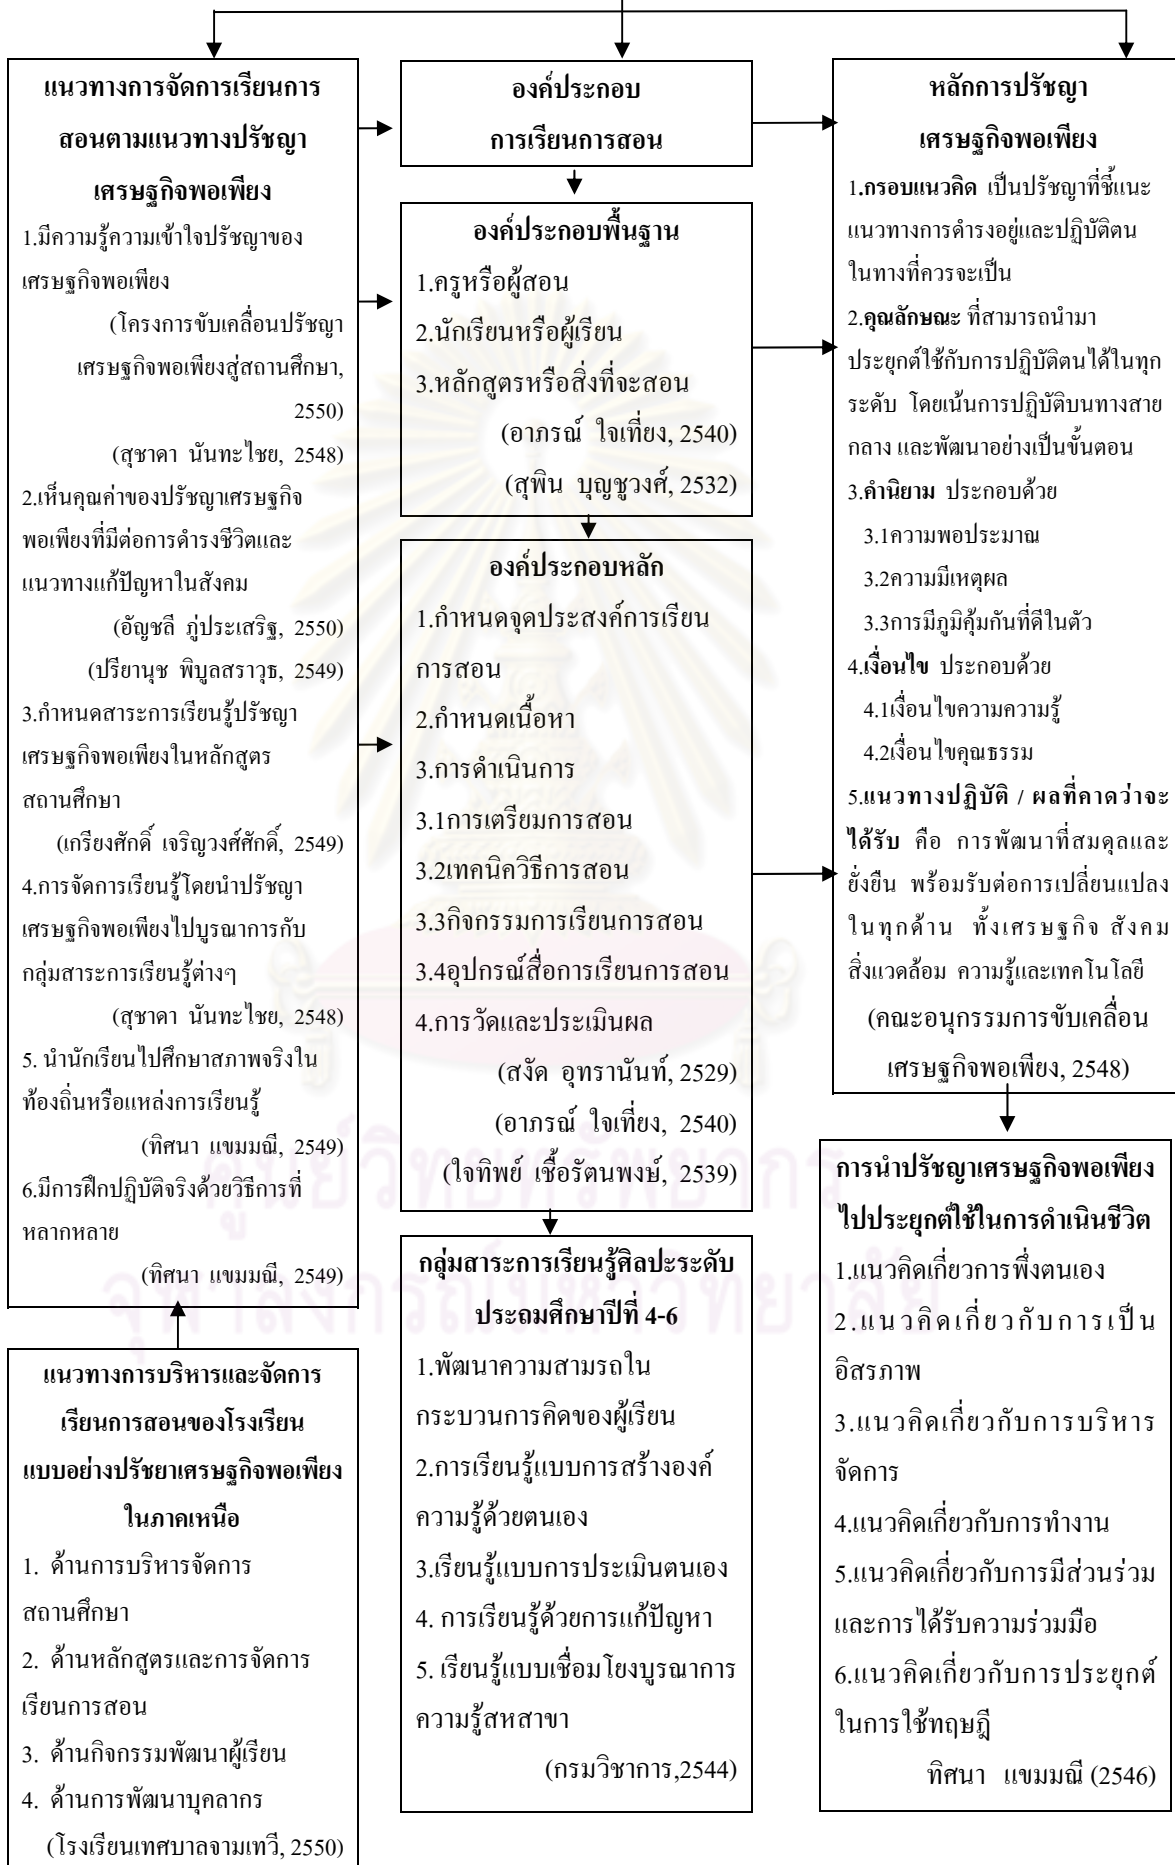 แนวทางการจัดการเรียนการ
สอนตามแนวทางปรัชญา
เศรษฐกิจพอเพียง
1.มีความรู้ความเข้าใจปรัชญาของ
เศรษฐกิจพอเพียง
(โครงการขับเคลื่อนปรัชญา
เศรษฐกิจพอเพียงสู่สถานศึกษา,
2550)
(สุชาดา นันทะไชย, 2548)
2.เห็นคุณค่าของปรัชญาเศรษฐกิจ
พอเพียงที่มีต่อการดำรงชีวิตและ
แนวทางแก้ปัญหาในสังคม
(อัญชลี ภู่ประเสริฐ, 2550)
(ปรียานุช พิบูลสราวุธ, 2549)
3.กำหนดสาระการเรียนรู้ปรัชญา
เศรษฐกิจพอเพียงในหลักสูตร
สถานศึกษา
(เกรียงศักดิ์ เจริญวงศ์ศักดิ์, 2549)
4.การจัดการเรียนรู้โดยนำปรัชญา
เศรษฐกิจพอเพียงไปบูรณาการกับ
กลุ่มสาระการเรียนรู้ต่างๆ
(สุชาดา นันทะไชย, 2548)
5. นำนักเรียนไปศึกษาสภาพจริงใน
ท้องถิ่นหรือแหล่งการเรียนรู้
(ทิศนา แขมมณี, 2549)
6.มีการฝึกปฏิบัติจริงด้วยวิธีการที่
หลากหลาย
(ทิศนา แขมมณี, 2549)
แนวทางการบริหารและจัดการ
เรียนการสอนของโรงเรียน
แบบอย่างปรัชยาเศรษฐกิจพอเพียง
ในภาคเหนือ
1. ด้านการบริหารจัดการ
สถานศึกษา
2. ด้านหลักสูตรและการจัดการ
เรียนการสอน
3. ด้านกิจกรรมพัฒนาผู้เรียน
4. ด้านการพัฒนาบุคลากร
(โรงเรียนเทศบาลจามเทวี, 2550)
องค์ประกอบ
การเรียนการสอน
องค์ประกอบพื้นฐาน
1.ครูหรือผู้สอน
2.นักเรียนหรือผู้เรียน
3.หลักสูตรหรือสิ่งที่จะสอน
(อาภรณ์ ใจเที่ยง, 2540)
(สุพิน บุญชูวงศ์, 2532)
องค์ประกอบหลัก
1.กำหนดจุดประสงค์การเรียน
การสอน
2.กำหนดเนื้อหา
3.การดำเนินการ
3.1การเตรียมการสอน
3.2เทคนิควิธีการสอน
3.3กิจกรรมการเรียนการสอน
3.4อุปกรณ์สื่อการเรียนการสอน
4.การวัดและประเมินผล
(สงัด อุทรานันท์, 2529)
(อาภรณ์ ใจเที่ยง, 2540)
(ใจทิพย์ เชื้อรัตนพงษ์, 2539)
กลุ่มสาระการเรียนรู้ศิลปะระดับ
ประถมศึกษาปีที่ 4-6
1.พัฒนาความสามรถใน
กระบวนการคิดของผู้เรียน
2.การเรียนรู้แบบการสร้างองค์
ความรู้ด้วยตนเอง
3.เรียนรู้แบบการประเมินตนเอง
4. การเรียนรู้ด้วยการแก้ปัญหา
5. เรียนรู้แบบเชื่อมโยงบูรณาการ
ความรู้สหสาขา
(กรมวิชาการ,2544)
หลักการปรัชญา
เศรษฐกิจพอเพียง
1.กรอบแนวคิด เป็นปรัชญาที่ชี้แนะ
แนวทางการดำรงอยู่และปฏิบัติตน
ในทางที่ควรจะเป็น
2.คุณลักษณะ ที่สามารถนำมา
ประยุกต์ใช้กับการปฏิบัติตนได้ในทุก
ระดับ โดยเน้นการปฏิบัติบนทางสาย
กลาง และพัฒนาอย่างเป็นขั้นตอน
3.คำนิยาม ประกอบด้วย
3.1ความพอประมาณ
3.2ความมีเหตุผล
3.3การมีภูมิคุ้มกันที่ดีในตัว
4.เงื่อนไข ประกอบด้วย
4.1เงื่อนไขความความรู้
4.2เงื่อนไขคุณธรรม
5.แนวทางปฏิบัติ / ผลที่คาดว่าจะ
ได้รับ คือ การพัฒนาที่สมดุลและ
ยั่งยืน พร้อมรับต่อการเปลี่ยนแปลง
ในทุกด้าน ทั้งเศรษฐกิจ สังคม
สิ่งแวดล้อม ความรู้และเทคโนโลยี
(คณะอนุกรรมการขับเคลื่อน
เศรษฐกิจพอเพียง, 2548)
การนำปรัชญาเศรษฐกิจพอเพียง
ไปประยุกต์ใช้ในการดำเนินชีวิต
1.แนวคิดเกี่ยวการพึ่งตนเอง
2.แนวคิดเกี่ยวกับการเป็น
อิสรภาพ
3.แนวคิดเกี่ยวกับการบริหาร
จัดการ
4.แนวคิดเกี่ยวกับการทำงาน
5.แนวคิดเกี่ยวกับการมีส่วนร่วม
และการได้รับความร่วมมือ
6.แนวคิดเกี่ยวกับการประยุกต์
ในการใช้ทฤษฎี
ทิศนา แขมมณี (2546)
ศูนย์วิทยทรัพยากร
จุฬาลงกรณ์มหาวิทยาลัย